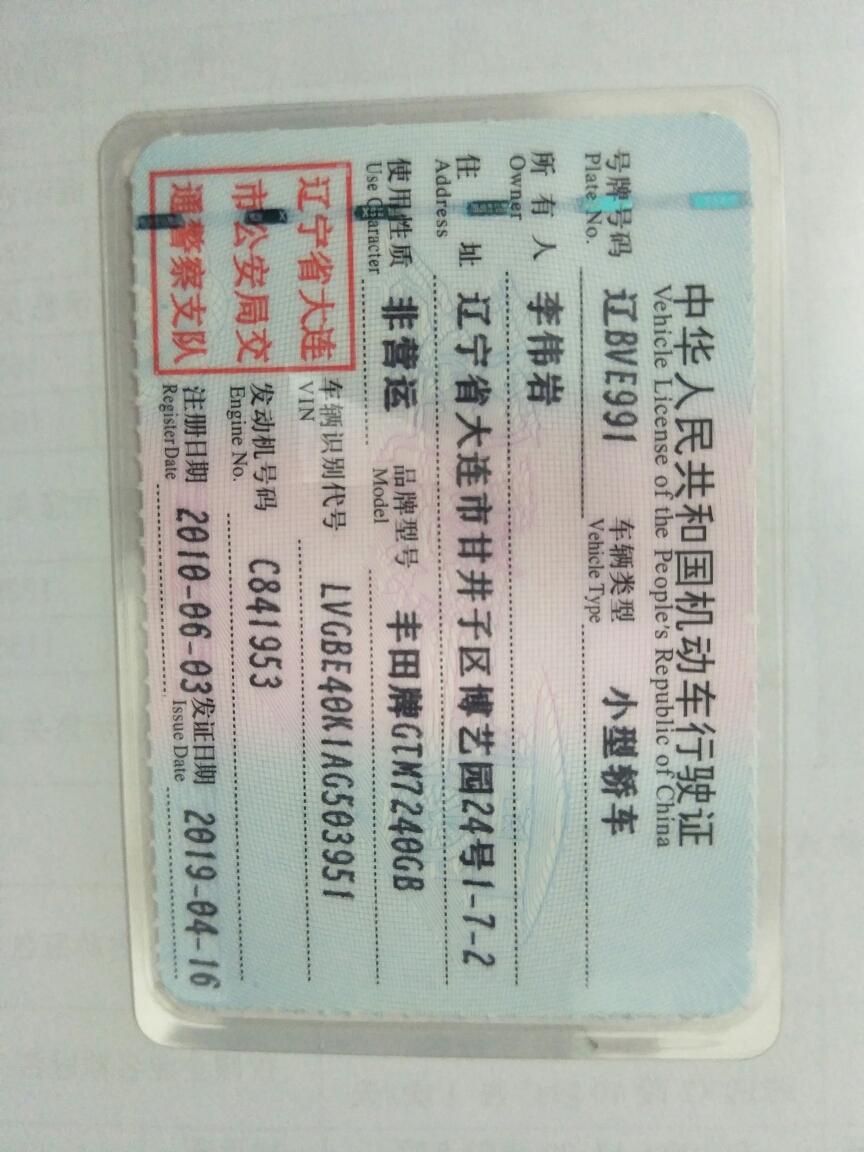 中华人民共和国机动车行驶证
Vehicle License of the People's Republic of China
号牌号码 辽BVE991 车辆类型 小型轿车
Plate No. Vehicle Type
所有人 李伟岩
Owner
住址 辽宁省大连市甘井子区博艺园24号1-7-2
Address
使用性质 非营运 品牌型号 丰田牌GTM7240GB
Use Character Model
辽宁省大连
市公安局交
通警察支队
车辆识别代号 LVGBE40K1AG503951
VIN
发动机号码 C841953
Engine No.
注册日期 2010-06-03 发证日期 2019-04-16
Register Date Issue Date